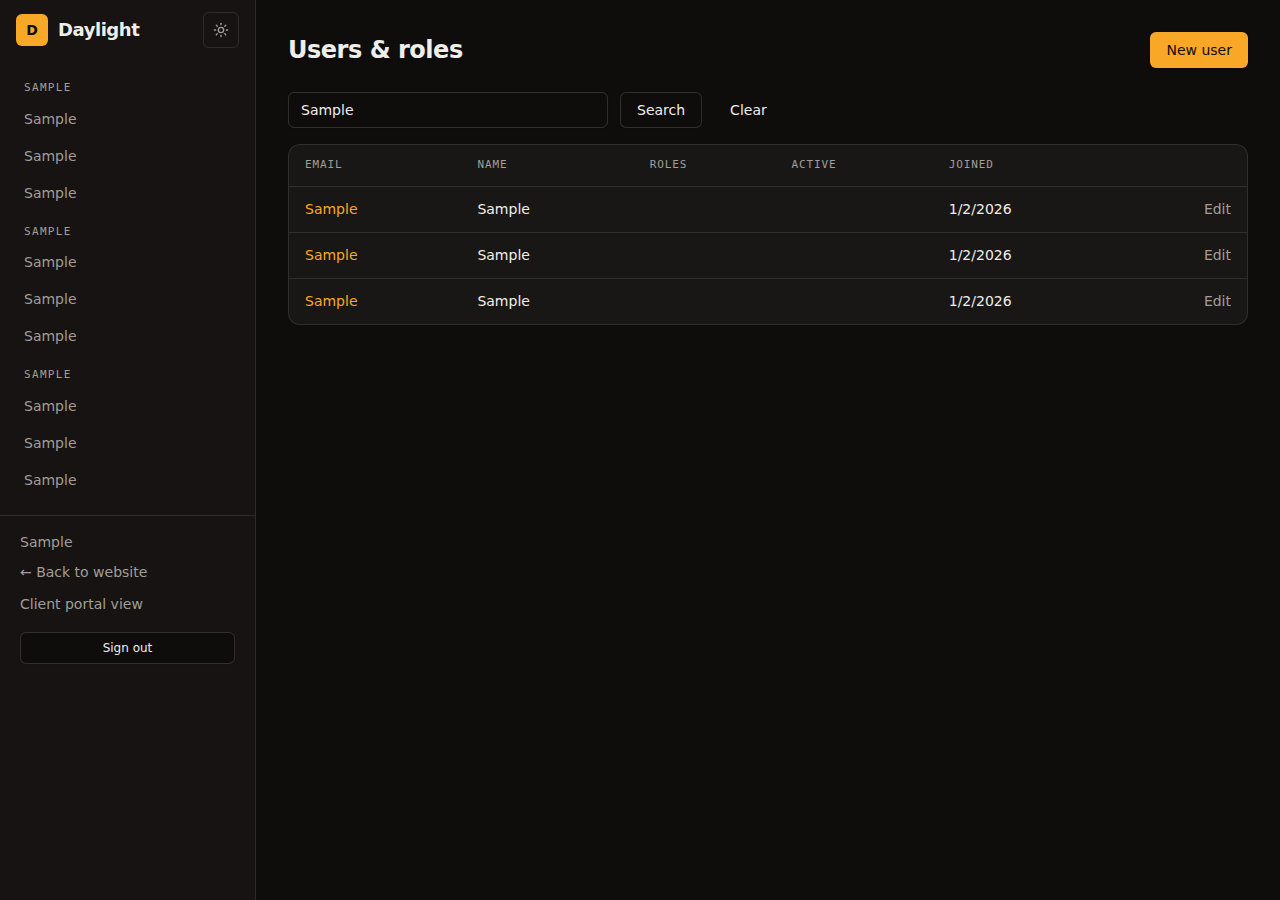 D Daylight
SAMPLE
Sample
Sample
Sample
SAMPLE
Sample
Sample
Sample
SAMPLE
Sample
Sample
Sample
Sample
← Back to website
Client portal view
Sign out
Users & roles
New user
Sample Search Clear
EMAIL NAME ROLES ACTIVE JOINED
Sample Sample 1/2/2026 Edit
Sample Sample 1/2/2026 Edit
Sample Sample 1/2/2026 Edit